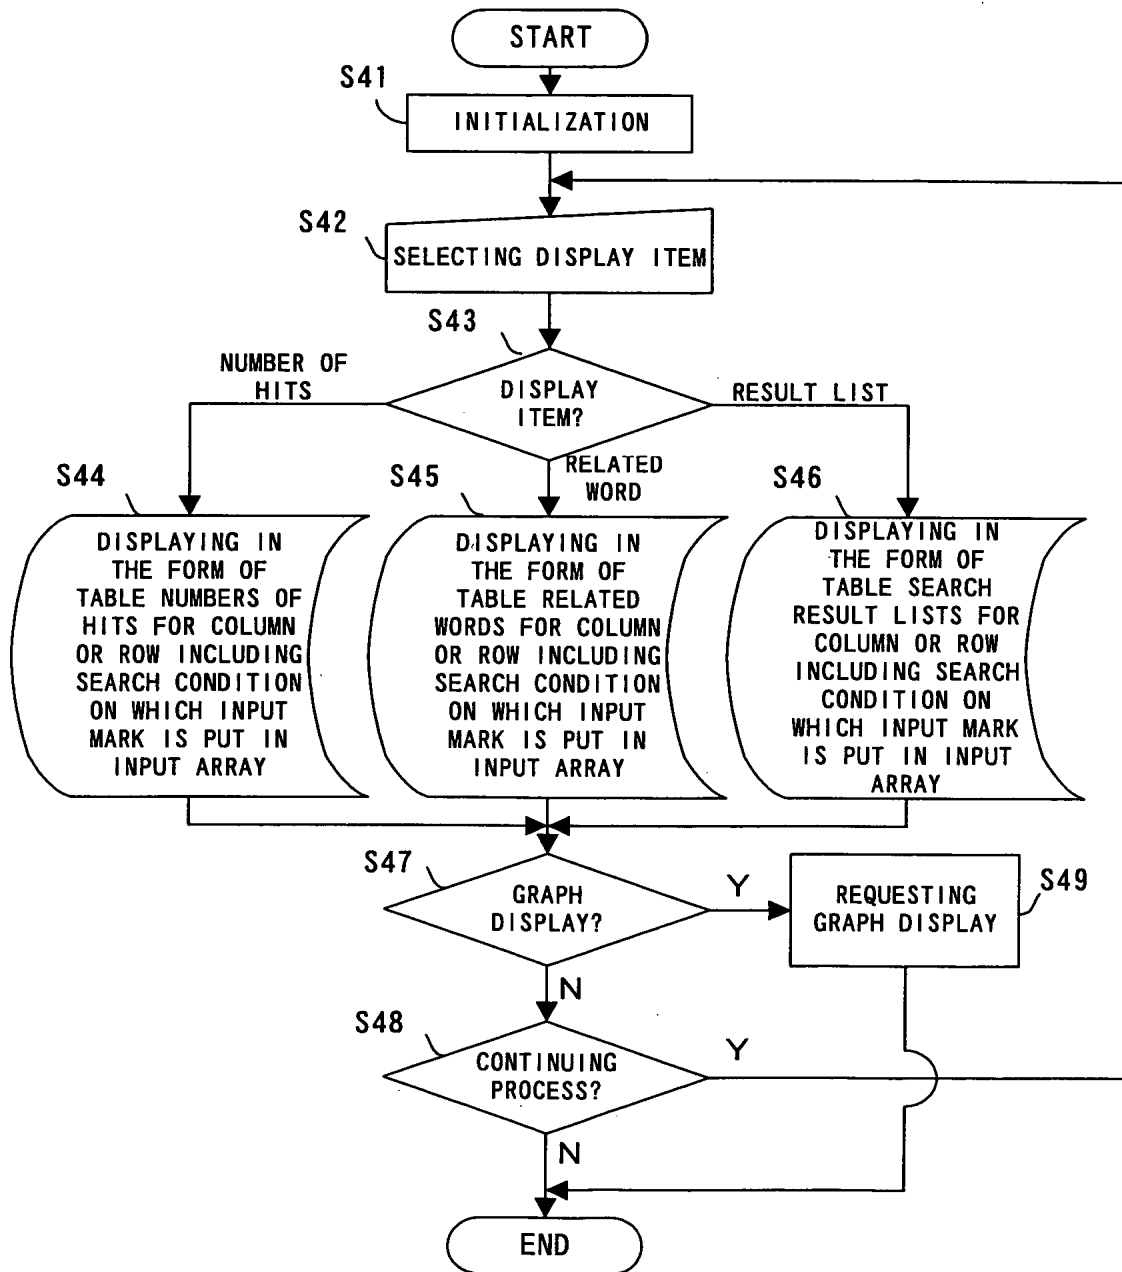 START
S41
INITIALIZATION
S42
SELECTING DISPLAY ITEM
S43
NUMBER OF
HITS
DISPLAY
ITEM?
RESULT LIST
RELATED
WORD
S44
DISPLAYING IN
THE FORM OF
TABLE NUMBERS OF
HITS FOR COLUMN
OR ROW INCLUDING
SEARCH CONDITION
ON WHICH INPUT
MARK IS PUT IN
INPUT ARRAY
S45
DISPLAYING IN
THE FORM OF
TABLE RELATED
WORDS FOR COLUMN
OR ROW INCLUDING
SEARCH CONDITION
ON WHICH INPUT
MARK IS PUT IN
INPUT ARRAY
S46
DISPLAYING IN
THE FORM OF
TABLE SEARCH
RESULT LISTS FOR
COLUMN OR ROW
INCLUDING SEARCH
CONDITION ON
WHICH INPUT MARK
IS PUT IN INPUT
ARRAY
S47
GRAPH
DISPLAY?
Y
REQUESTING
GRAPH DISPLAY
S49
N
S48
CONTINUING
PROCESS?
Y
N
END